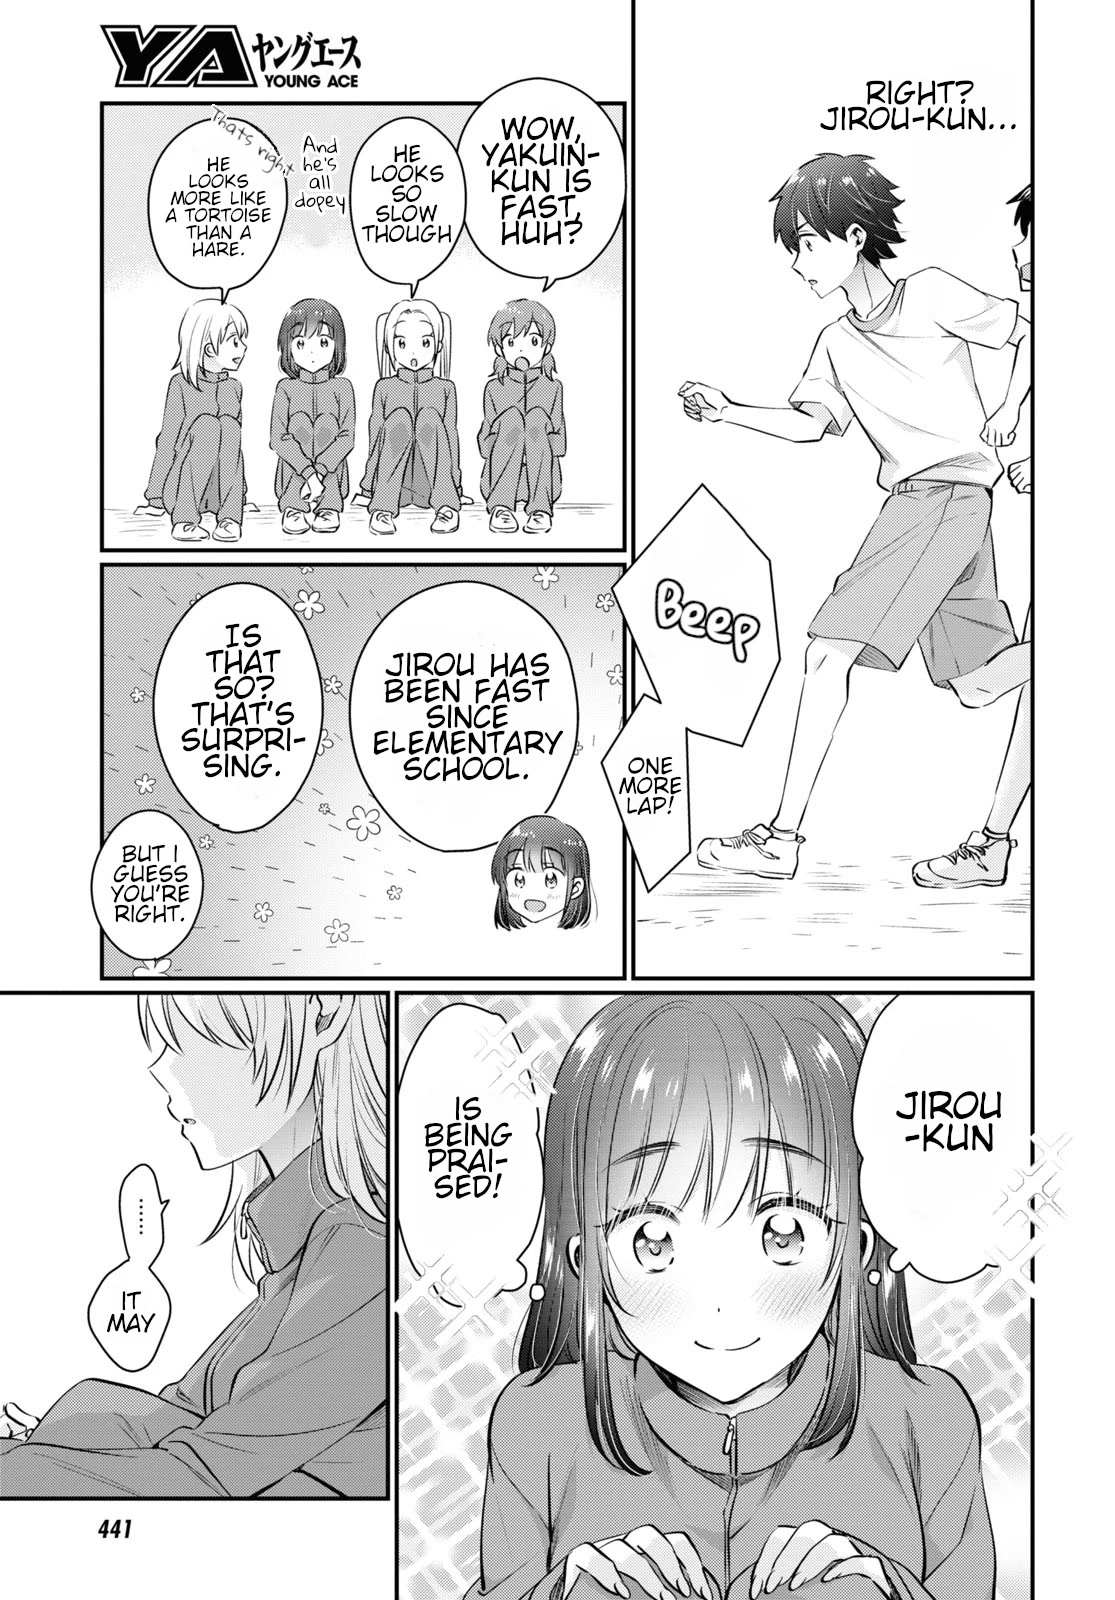 YA ヤングエース
YOUNG ACE
RIGHT?
JIROU-KUN...
Beep
ONE
MORE
LAP!
WOW,
YAKUIN-
KUN IS
FAST,
HUH?
HE
LOOKS
SO
SLOW
THOUGH
And
he's
all
dopey
HE
LOOKS
MORE LIKE
A TORTOISE
THAN A
HARE.
Thats right
JIROU HAS
BEEN FAST
SINCE
ELEMENTARY
SCHOOL.
IS
THAT
SO?
THAT'S
SURPRI-
SING.
BUT I
GUESS
YOU'RE
RIGHT.
JIROU
-KUN
IS
BEING
PRAI-
SED!
........
IT
MAY
441